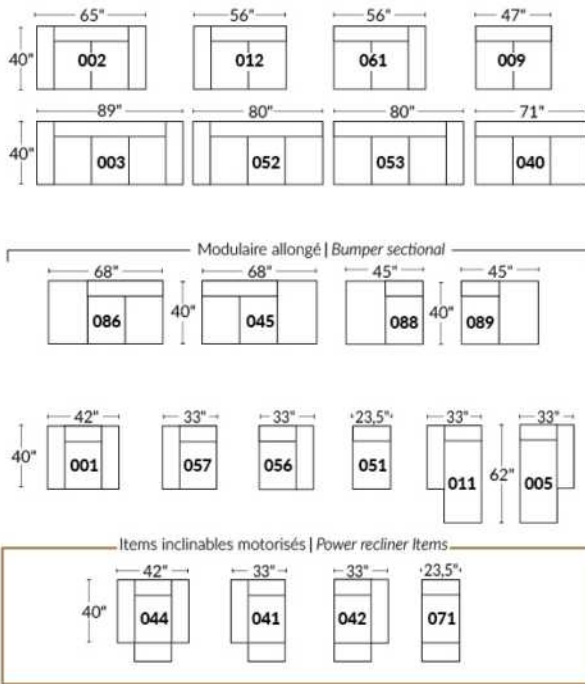 65" 56" 56" 47"
40" 002 012 061 009
89" 80" 80" 71"
40" 003 052 053 040
Modulaire allongé | Bumper sectional
68" 68" 45" 45"
086 40" 045 088 40" 089
42" 33" 33" 23,5" 33" 33"
40" 001 057 056 051 011 62" 005
Items inclinables motorisés | Power recliner Items
42" 33" 33" 23,5"
40" 044 041 042 071